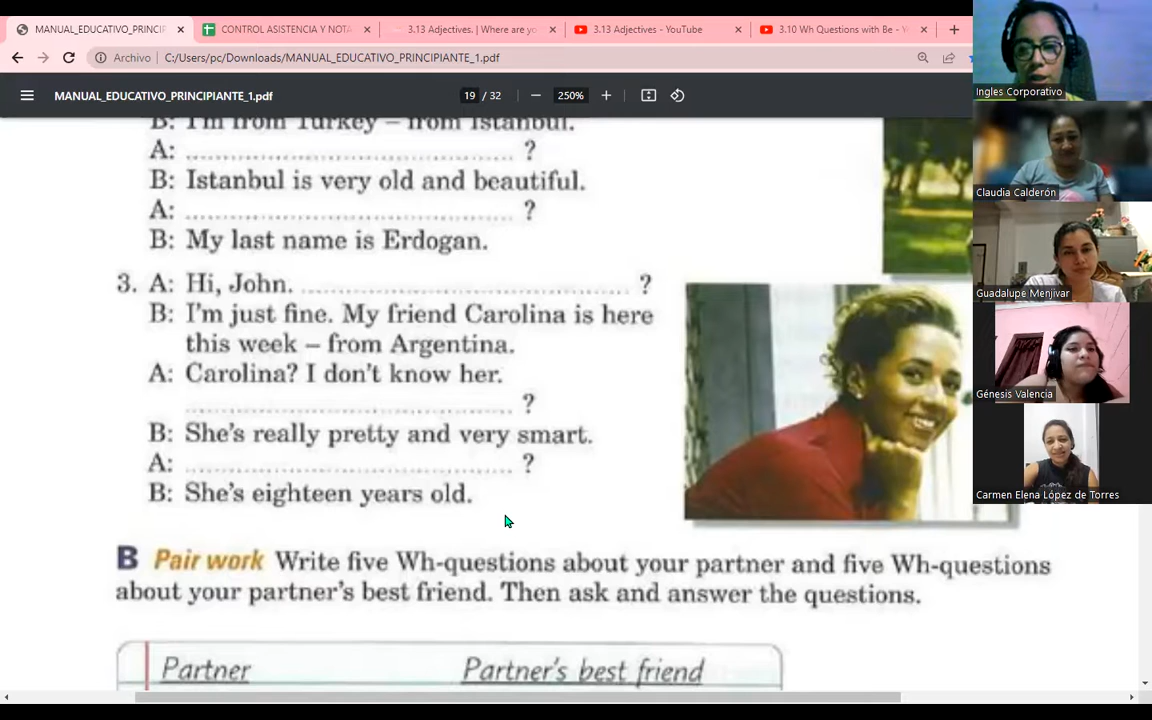 MANUAL_EDUCATIVO_PRINCIP
CONTROL ASISTENCIA Y NOTA
3.13 Adjectives. | Where are yo
3.13 Adjectives - YouTube
3.10 Wh Questions with Be - Y
Archivo | C:/Users/pc/Downloads/MANUAL_EDUCATIVO_PRINCIPIANTE_1.pdf
MANUAL_EDUCATIVO_PRINCIPIANTE_1.pdf
19 / 32
250%
B: I'm from Turkey – from Istanbul.
A: ........................................ ?
B: Istanbul is very old and beautiful.
A: ........................................ ?
B: My last name is Erdogan.
3. A: Hi, John. ........................................ ?
B: I'm just fine. My friend Carolina is here
this week – from Argentina.
A: Carolina? I don't know her.
........................................ ?
B: She's really pretty and very smart.
A: ........................................ ?
B: She's eighteen years old.
B Pair work Write five Wh-questions about your partner and five Wh-questions
about your partner's best friend. Then ask and answer the questions.
Partner Partner's best friend
Ingles Corporativo
Claudia Calderón
Guadalupe Menjivar
Génesis Valencia
Carmen Elena López de Torres